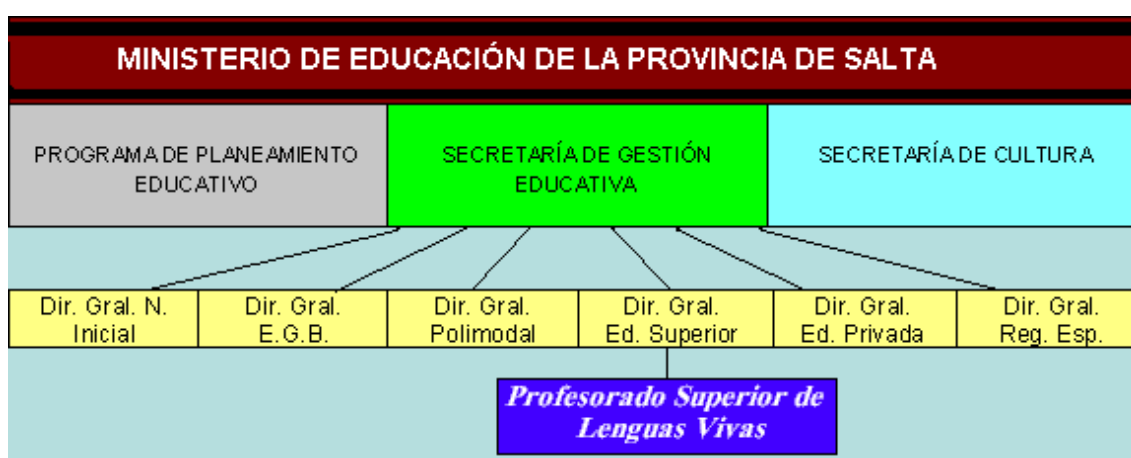 MINISTERIO DE EDUCACIÓN DE LA PROVINCIA DE SALTA
PROGRAMA DE PLANEAMIENTO
EDUCATIVO
SECRETARÍA DE GESTIÓN
EDUCATIVA
SECRETARÍA DE CULTURA
Dir. Gral. N.
Inicial
Dir. Gral.
E.G.B.
Dir. Gral.
Polimodal
Dir. Gral.
Ed. Superior
Dir. Gral.
Ed. Privada
Dir. Gral.
Reg. Esp.
Profesorado Superior de
Lenguas Vivas